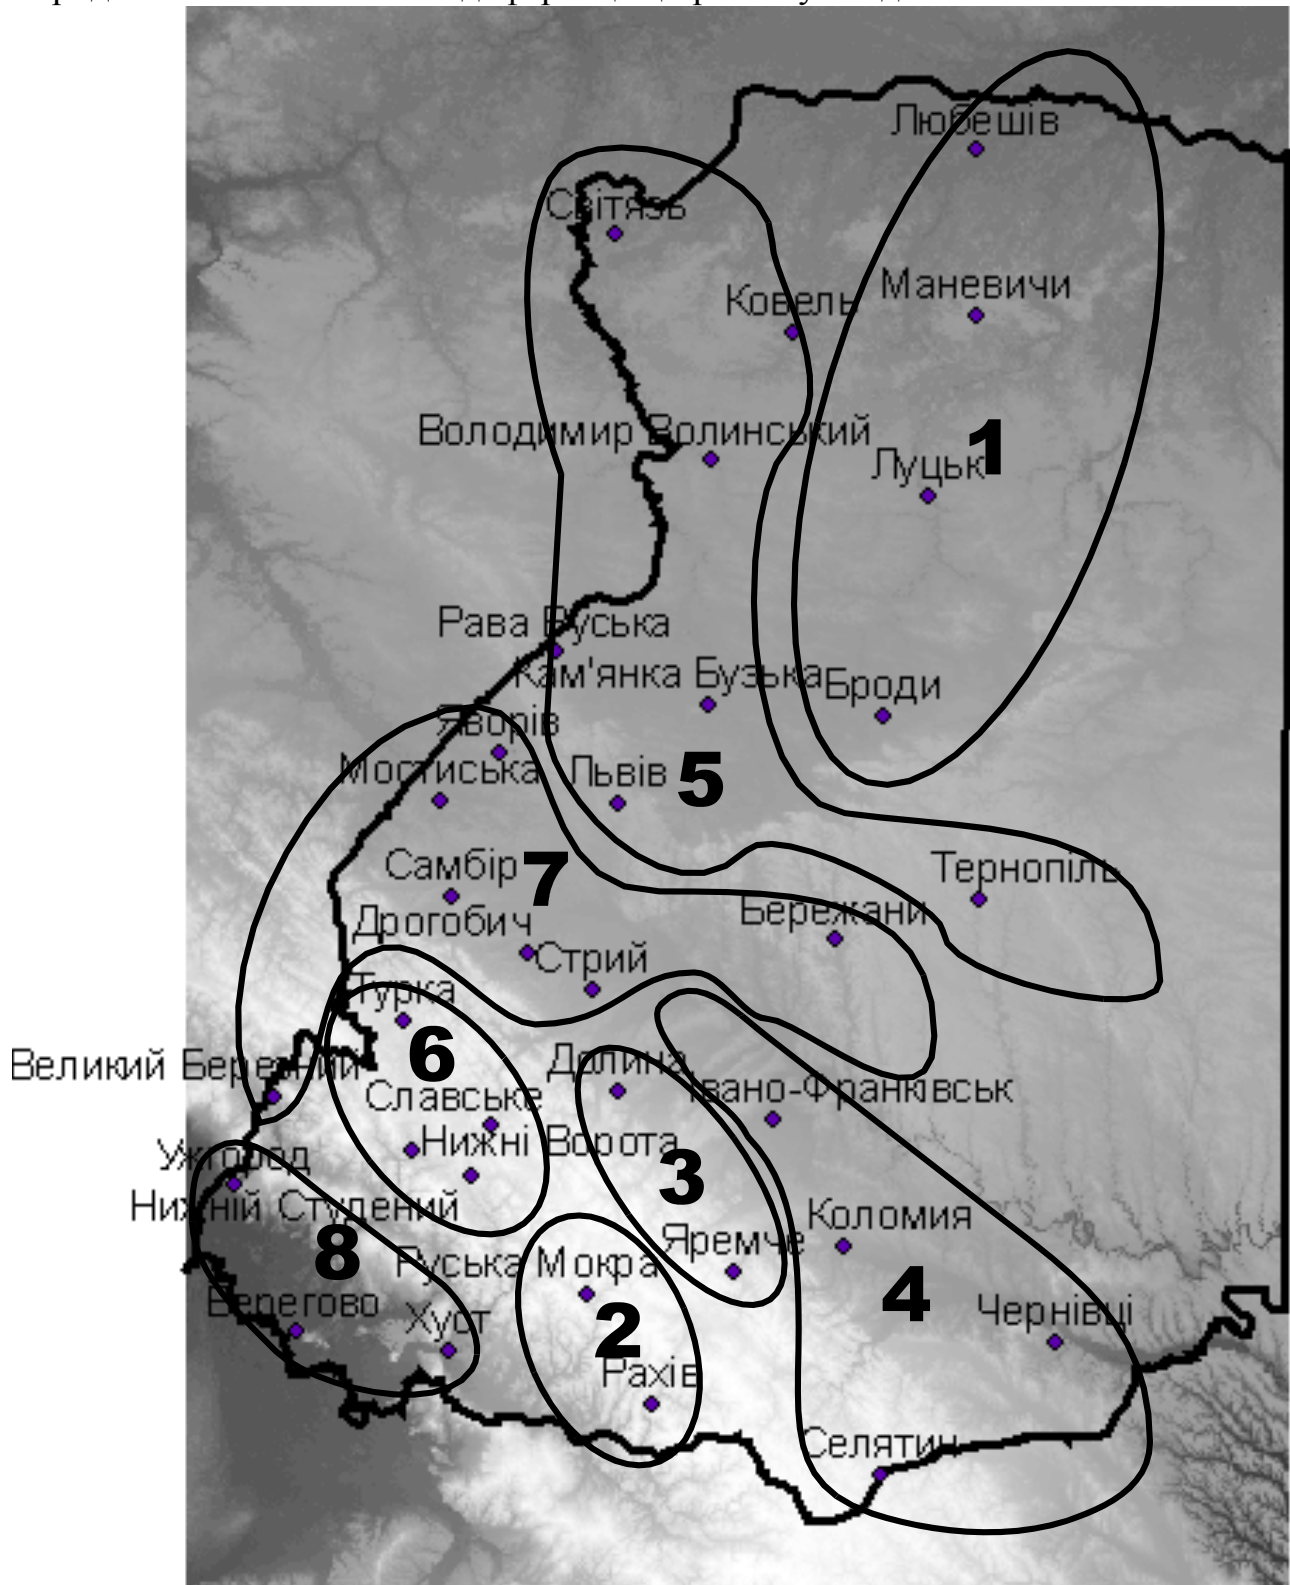 Любешів
Світязь
Маневичи
Ковель
1
Володимир Волинський
Луцьк
Рава Руська
Кам'янка Бузька
Броди
Яворів
Мостиська
Львів
5
Самбір
7
Тернопіль
Дрогобич
Бережани
Стрий
Турка
6
Долина
Великий Березний
Славське
Івано-Франківськ
Нижні Ворота
Ужгород
3
Нижній Студений
Коломия
8
Руська Мокра
Яремче
4
Берегово
Хуст
2
Чернівці
Рахів
Селятин